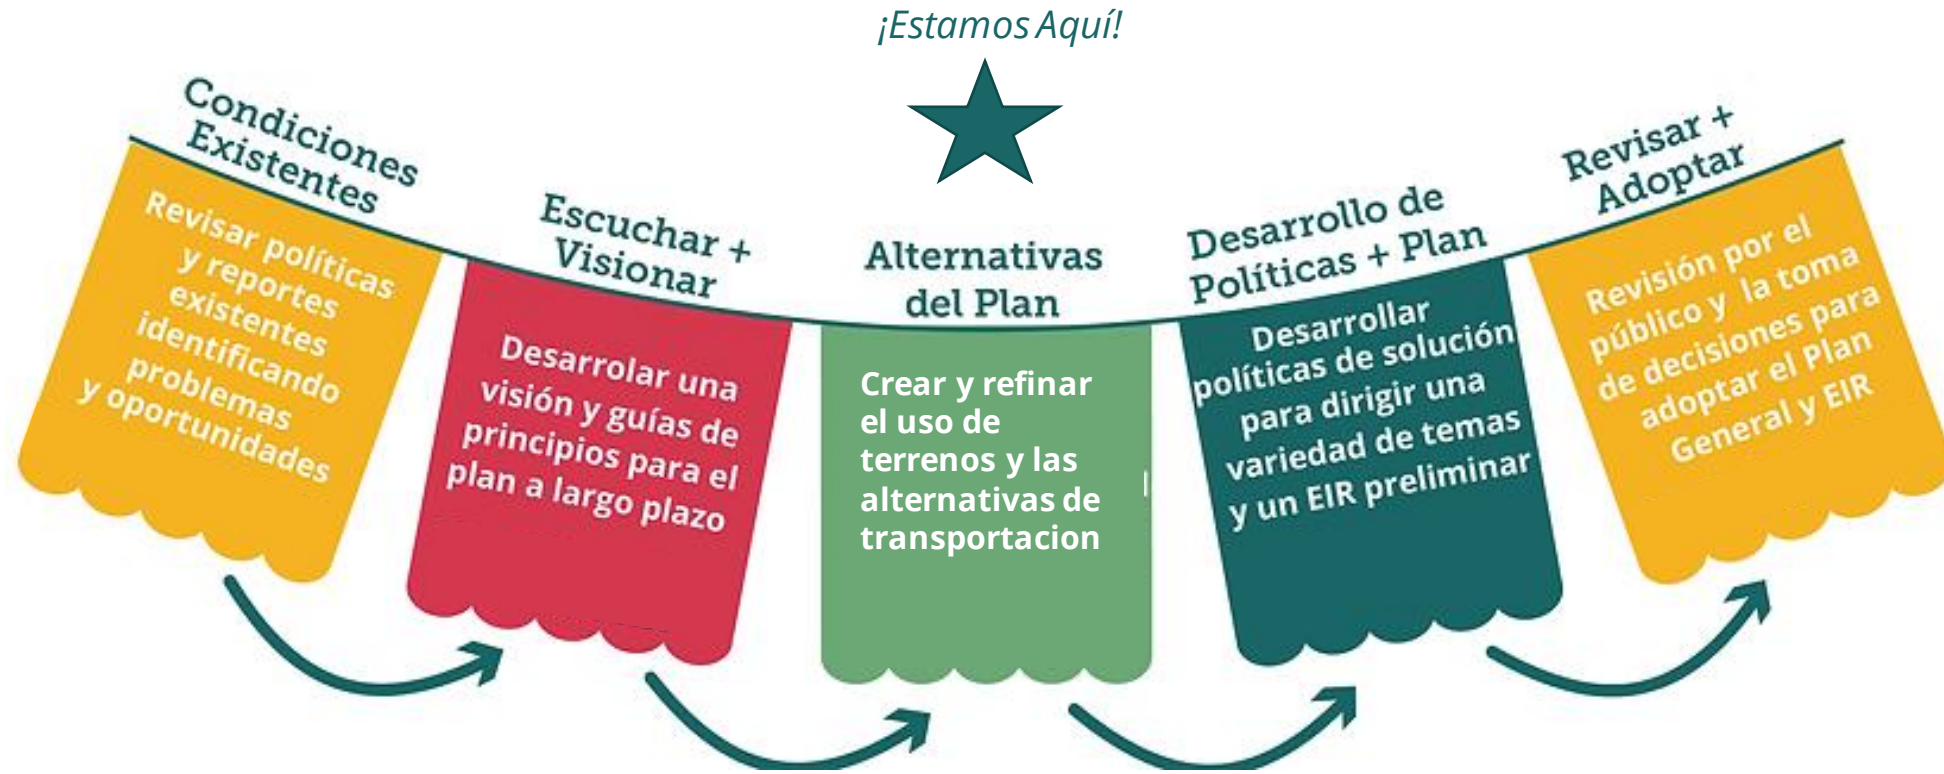 ¡Estamos Aquí!
Condiciones
Existentes
Revisar políticas
y reportes
existentes
identificando
problemas
y oportunidades
Escuchar +
Visionar
Desarrolar una
visión y guías de
principios para el
plan a largo plazo
Alternativas
del Plan
Crear y refinar
el uso de
terrenos y las
alternativas de
transportacion
Desarrollo de
Políticas + Plan
Desarrollar
políticas de solución
para dirigir una
variedad de temas
y un EIR preliminar
Revisar +
Adoptar
Revisión por el
público y la toma
de decisiones para
adoptar el Plan
General y EIR